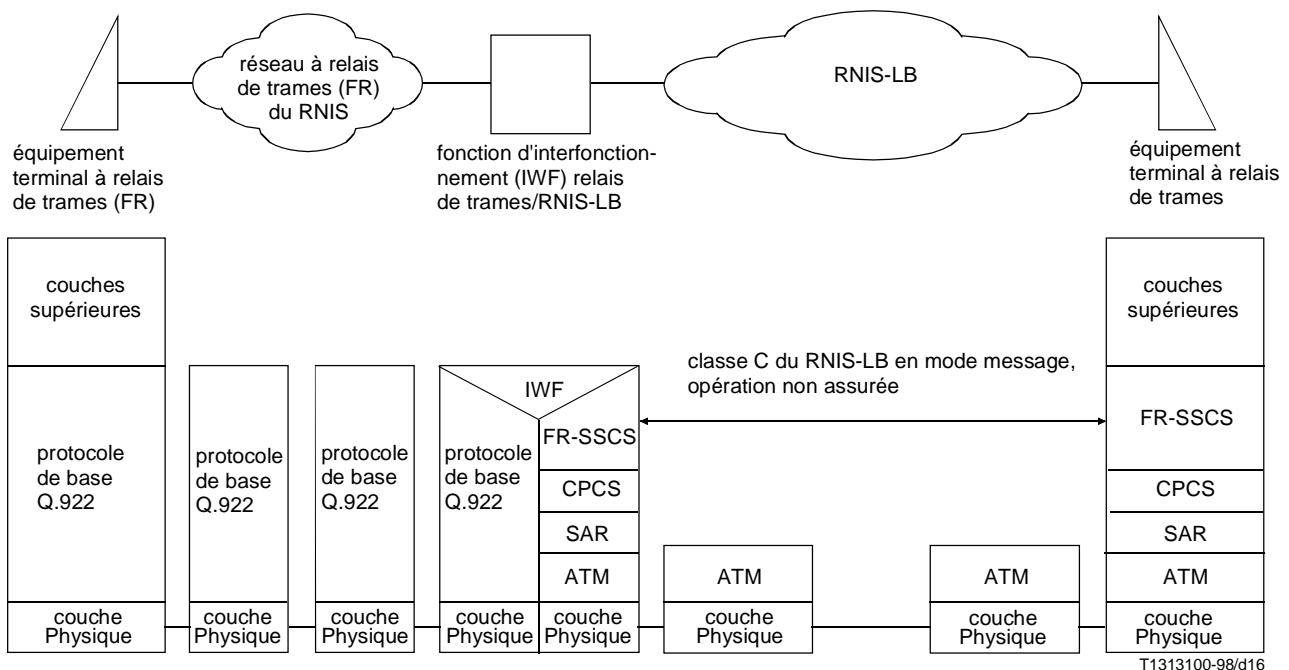 réseau à relais
de trames (FR)
du RNIS
RNIS-LB
équipement
terminal à relais
de trames (FR)
fonction d'interfonction-
nement (IWF) relais
de trames/RNIS-LB
équipement
terminal à relais
de trames
couches
supérieures
protocole
de base
Q.922
couche
Physique
protocole
de base
Q.922
couche
Physique
protocole
de base
Q.922
couche
Physique
IWF
protocole
de base
Q.922
couche
Physique
FR-SSCS
CPCS
SAR
ATM
couche
Physique
classe C du RNIS-LB en mode message,
opération non assurée
ATM
couche
Physique
ATM
couche
Physique
couches
supérieures
FR-SSCS
CPCS
SAR
ATM
couche
Physique
T1313100-98/d16